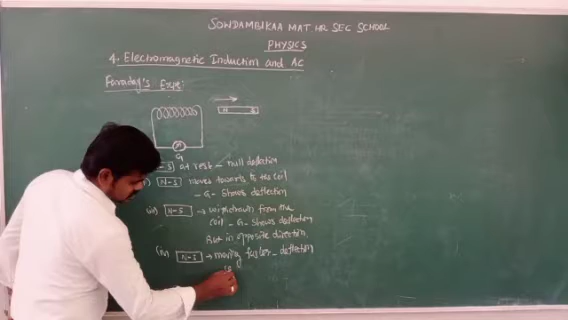 SOWDAMBIKAA MAT. HR. SEC SCHOOL
PHYSICS
4. Electromagnetic Induction and AC
Faraday's Expt:
N S
G
N-S at rest - null deflection
N-S moves towards to the coil
- G - shows deflection
iii) N-S → withdrawn from the
coil - G - shows deflection
But in opposite direction
(iv) N-S → moving faster - deflection